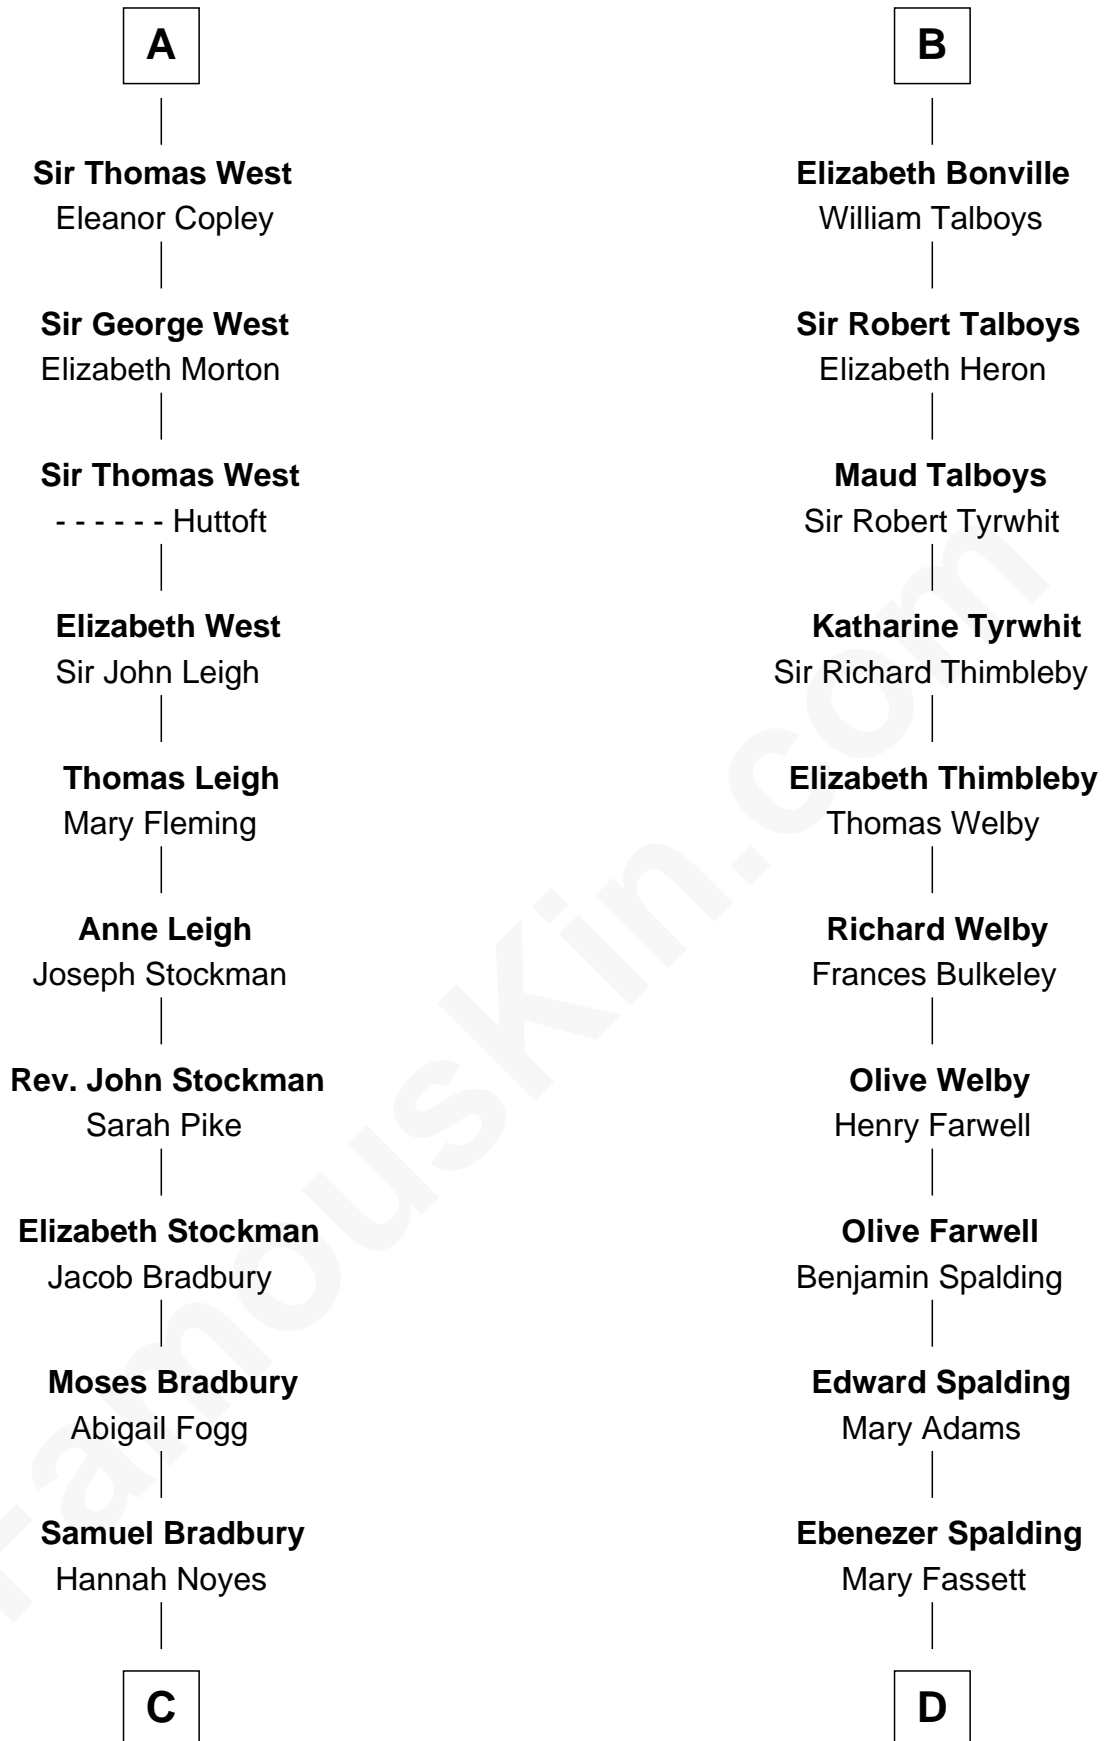 A
Sir Thomas West
Eleanor Copley
Sir George West
Elizabeth Morton
Sir Thomas West
- - - - - - Huttoft
Elizabeth West
Sir John Leigh
Thomas Leigh
Mary Fleming
Anne Leigh
Joseph Stockman
Rev. John Stockman
Sarah Pike
Elizabeth Stockman
Jacob Bradbury
Moses Bradbury
Abigail Fogg
Samuel Bradbury
Hannah Noyes
C
B
Elizabeth Bonville
William Talboys
Sir Robert Talboys
Elizabeth Heron
Maud Talboys
Sir Robert Tyrwhit
Katharine Tyrwhit
Sir Richard Thimbleby
Elizabeth Thimbleby
Thomas Welby
Richard Welby
Frances Bulkeley
Olive Welby
Henry Farwell
Olive Farwell
Benjamin Spalding
Edward Spalding
Mary Adams
Ebenezer Spalding
Mary Fassett
D
FamousKin.com